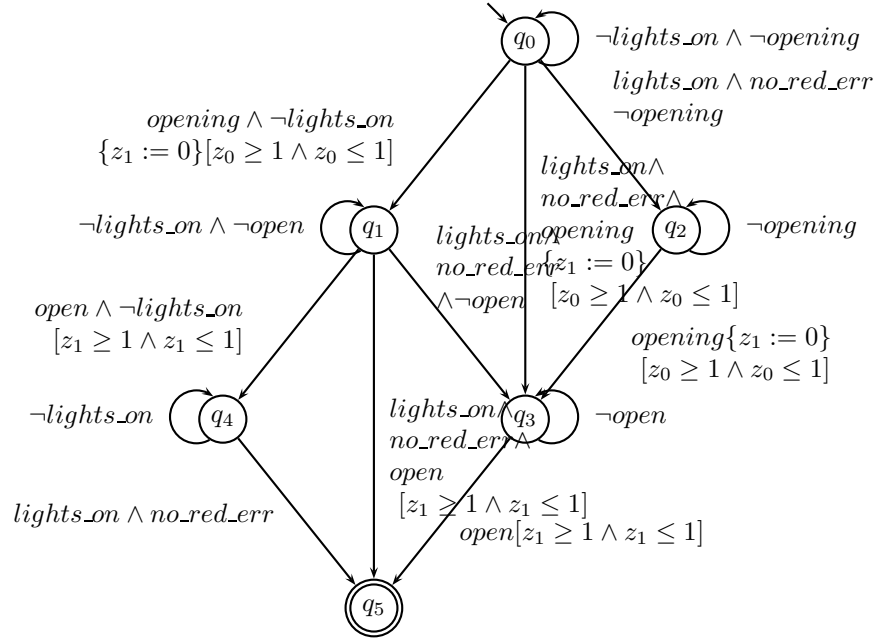 q0
¬lights_on ∧ ¬opening
lights_on ∧ no_red_err
¬opening
opening ∧ ¬lights_on
{z1 := 0}[z0 ≥ 1 ∧ z0 ≤ 1]
lights_on∧
no_red_err∧
opening
{z1 := 0}
[z0 ≥ 1 ∧ z0 ≤ 1]
¬lights_on ∧ ¬open
q1
lights_on∧
no_red_err
∧¬open
q2
¬opening
open ∧ ¬lights_on
[z1 ≥ 1 ∧ z1 ≤ 1]
opening{z1 := 0}
[z0 ≥ 1 ∧ z0 ≤ 1]
¬lights_on
q4
lights_on∧
no_red_err∧
open
[z1 ≥ 1 ∧ z1 ≤ 1]
q3
¬open
lights_on ∧ no_red_err
open[z1 ≥ 1 ∧ z1 ≤ 1]
q5